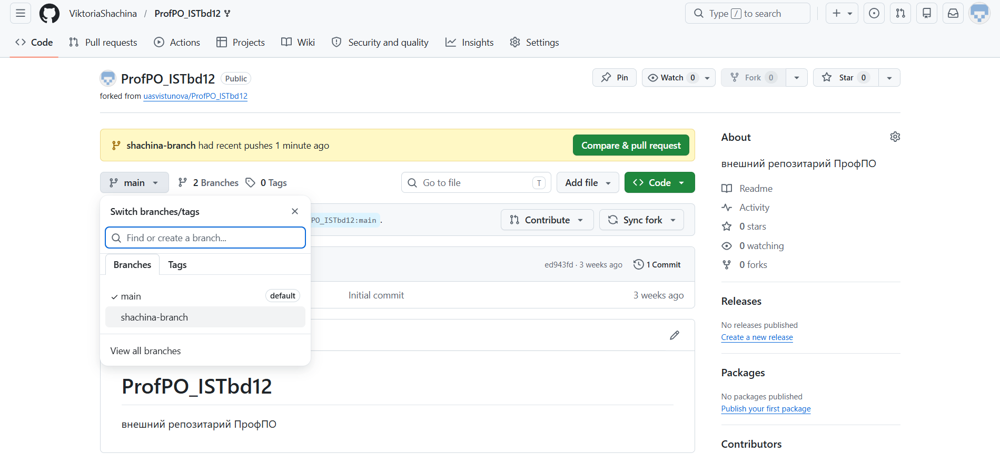 ViktoriaShachina / ProfPO_ISTbd12
Type / to search
Code Pull requests Actions Projects Wiki Security and quality Insights Settings
ProfPO_ISTbd12 Public
Pin Watch 0 Fork 0 Star 0
forked from uasvistunova/ProfPO_ISTbd12
shachina-branch had recent pushes 1 minute ago
Compare & pull request
main 2 Branches 0 Tags
Go to file T
Add file Code
Switch branches/tags
PO_ISTbd12:main .
Contribute Sync fork
Find or create a branch...
Branches Tags
ed943fd · 3 weeks ago 1 Commit
main default
Initial commit 3 weeks ago
shachina-branch
View all branches
ProfPO_ISTbd12
внешний репозитарий ПрофПО
About
внешний репозитарий ПрофПО
Readme
Activity
0 stars
0 watching
0 forks
Releases
No releases published
Create a new release
Packages
No packages published
Publish your first package
Contributors